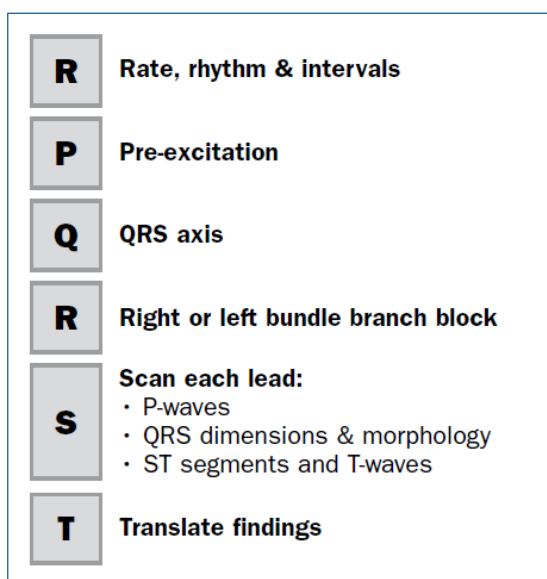 R Rate, rhythm & intervals
P Pre-excitation
Q QRS axis
R Right or left bundle branch block
S Scan each lead:
• P-waves
• QRS dimensions & morphology
• ST segments and T-waves
T Translate findings